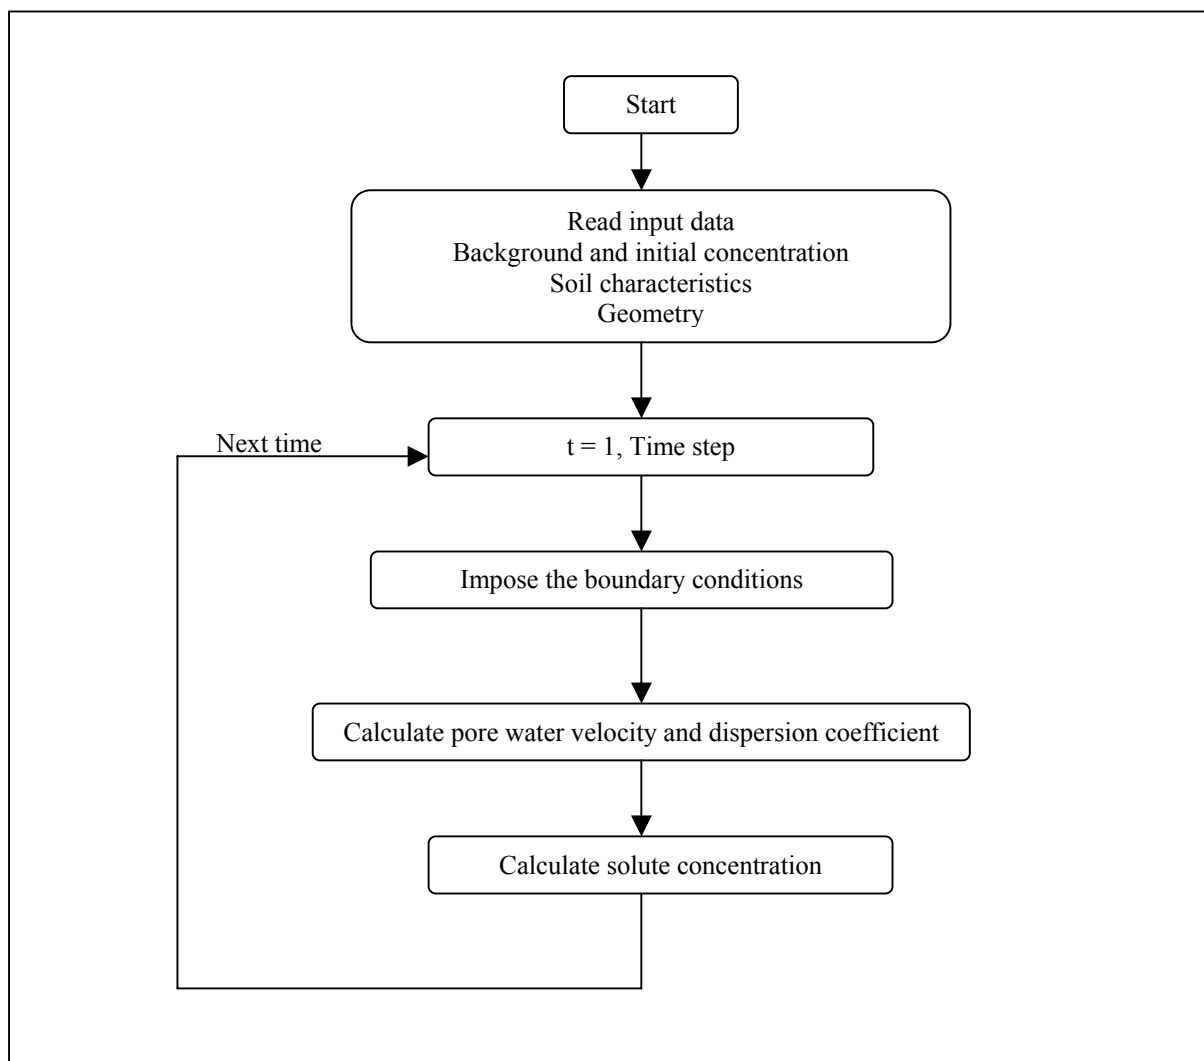 Start
Read input data
Background and initial concentration
Soil characteristics
Geometry
Next time
t = 1, Time step
Impose the boundary conditions
Calculate pore water velocity and dispersion coefficient
Calculate solute concentration